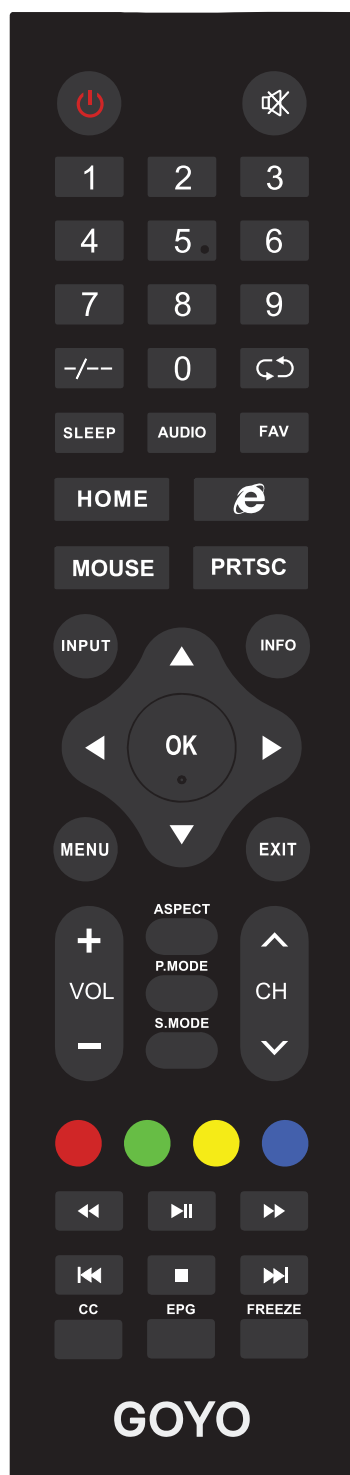 1 2 3
4 5 6
7 8 9
-/-- 0
SLEEP AUDIO FAV
HOME e
MOUSE PRTSC
INPUT INFO
OK
MENU EXIT
ASPECT
P.MODE
VOL CH
S.MODE
CC EPG FREEZE
GOYO